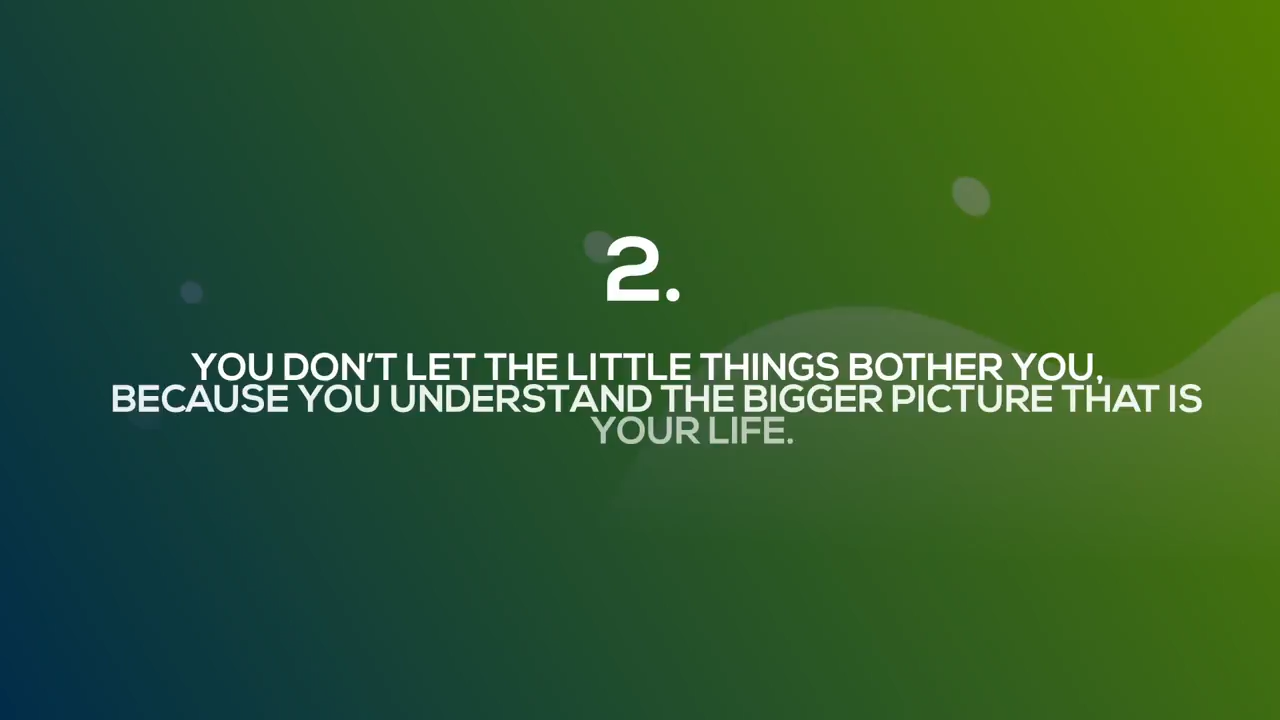 2.
YOU DON'T LET THE LITTLE THINGS BOTHER YOU,
BECAUSE YOU UNDERSTAND THE BIGGER PICTURE THAT IS
YOUR LIFE.